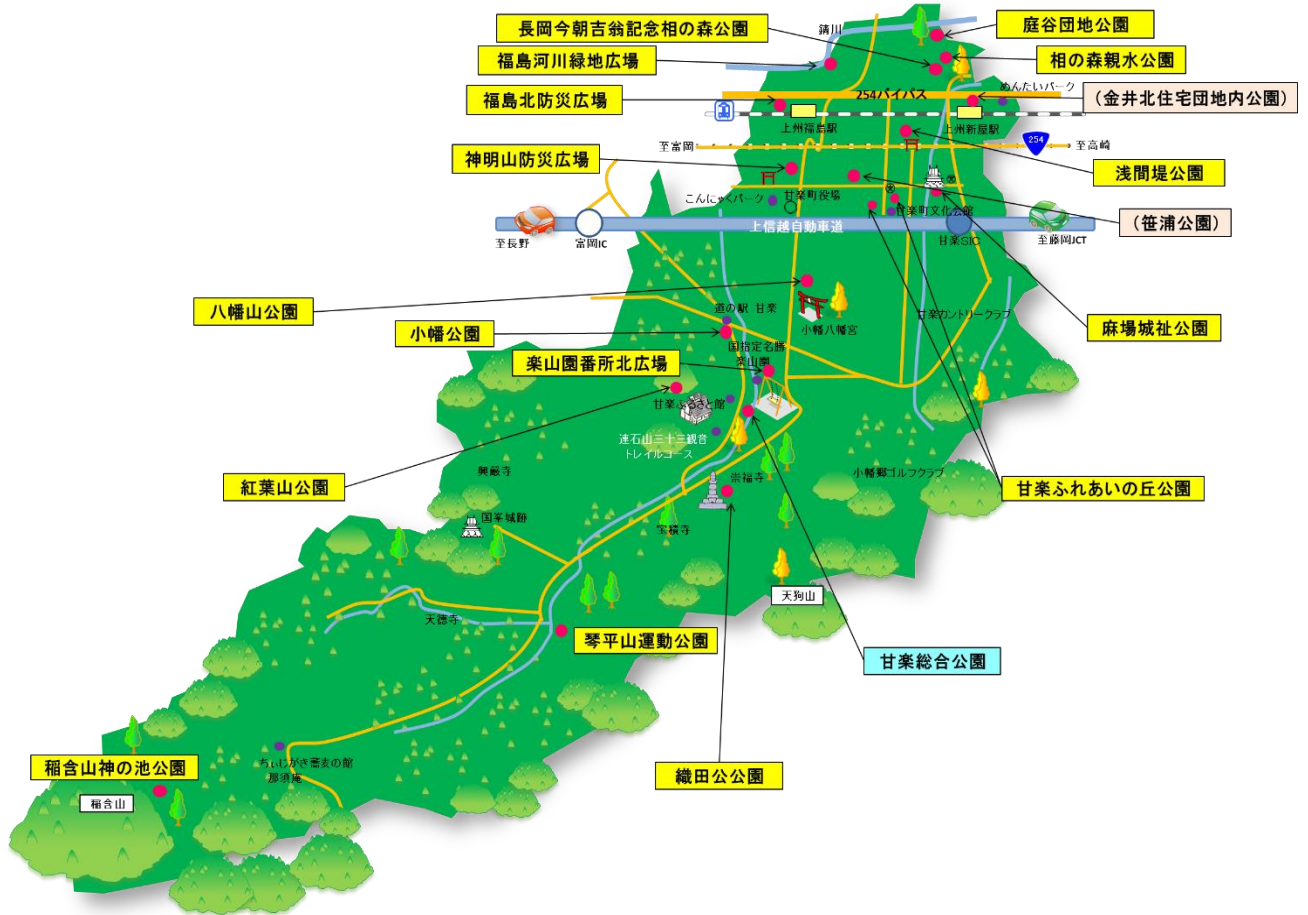 長岡今朝吉翁記念相の森公園
鏑川
庭谷団地公園
福島河川緑地広場
相の森親水公園
めんたいパーク
福島北防災広場
254バイパス
（金井北住宅団地内公園）
上州福島駅
上州新屋駅
254
至富岡
至高崎
神明山防災広場
浅間堤公園
こんにゃくパーク
甘楽町役場
甘楽町文化会館
（笹浦公園）
上信越自動車道
至長野
富岡IC
甘楽SIC
至藤岡JCT
八幡山公園
道の駅 甘楽
小幡八幡宮
甘楽カントリークラブ
小幡公園
麻場城祉公園
国指定名勝
楽山園
楽山園番所北広場
甘楽ふるさと館
連石山三十三観音
トレイルコース
興巌寺
崇福寺
小幡郷ゴルフクラブ
紅葉山公園
甘楽ふれあいの丘公園
国峯城跡
宝積寺
天狗山
天徳寺
琴平山運動公園
甘楽総合公園
ちぃじがき蕎麦の館
那須庵
稲含山神の池公園
織田公公園
稲含山